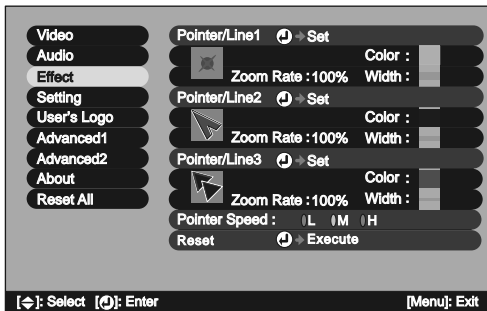 Video
Audio
Effect
Setting
User's Logo
Advanced1
Advanced2
About
Reset All
Pointer/Line1 Set
Color :
Zoom Rate : 100% Width :
Pointer/Line2 Set
Color :
Zoom Rate : 100% Width :
Pointer/Line3 Set
Color :
Zoom Rate : 100% Width :
Pointer Speed : L M H
Reset Execute
[ ]: Select [ ]: Enter [Menu]: Exit